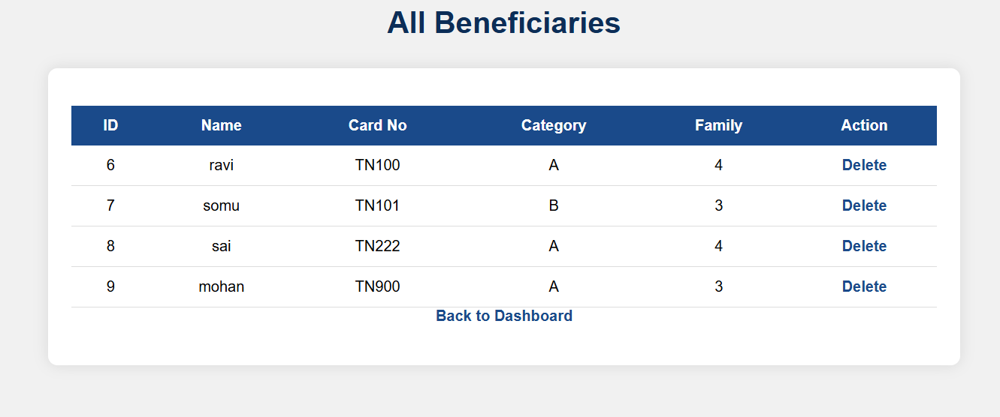 All Beneficiaries
ID Name Card No Category Family Action
6 ravi TN100 A 4 Delete
7 somu TN101 B 3 Delete
8 sai TN222 A 4 Delete
9 mohan TN900 A 3 Delete
Back to Dashboard